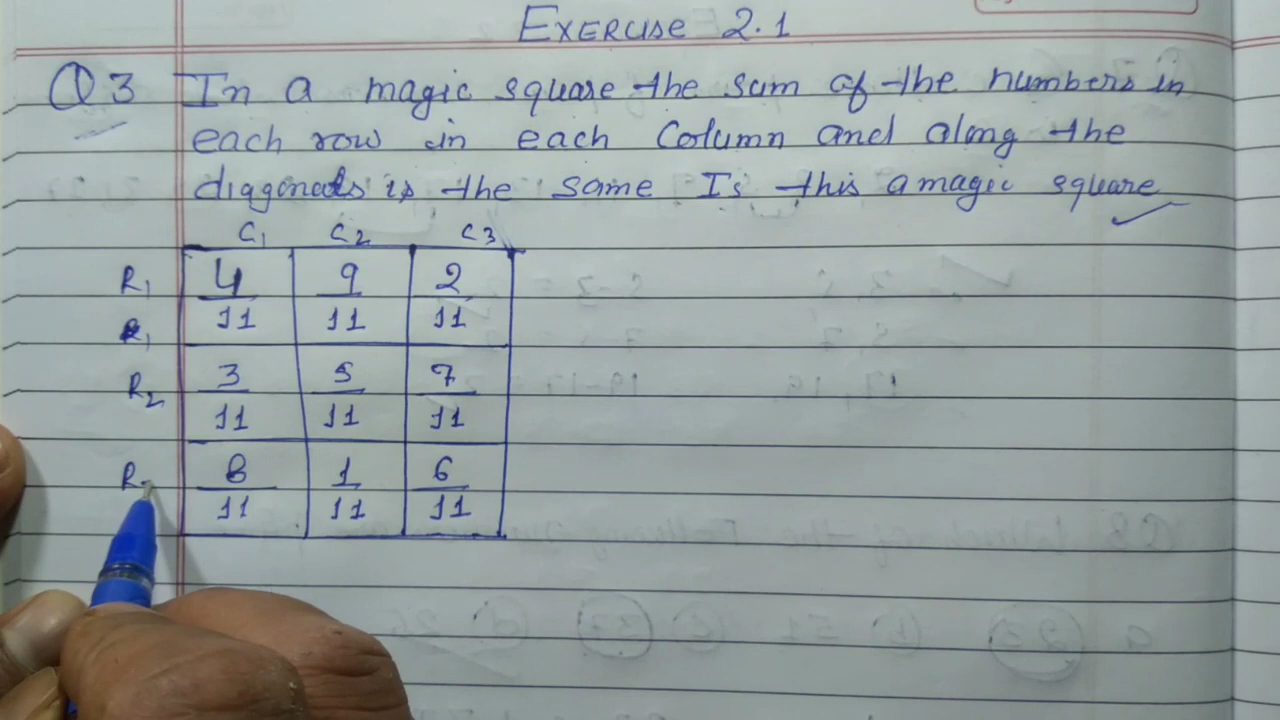 EXERCISE 2.1
Q3 In a magic square the sum of the numbers in
each row in each Column and along the
diagonals is the same Is this a magic square
C1 C2 C3
R1 4/11 9/11 2/11
R1
R2 3/11 5/11 7/11
R 8/11 1/11 6/11